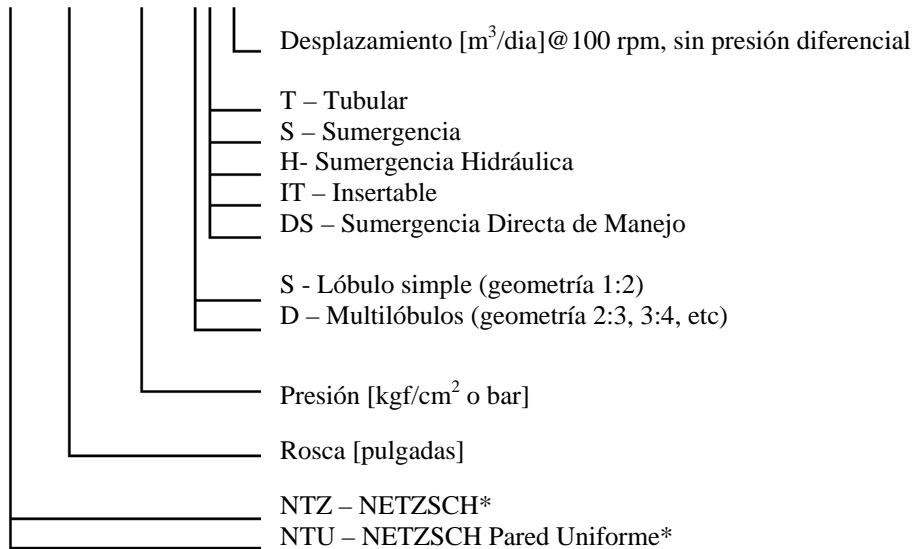 Desplazamiento [m³/dia]@100 rpm, sin presión diferencial
T – Tubular
S – Sumergencia
H- Sumergencia Hidráulica
IT – Insertable
DS – Sumergencia Directa de Manejo
S - Lóbulo simple (geometría 1:2)
D – Multilóbulos (geometría 2:3, 3:4, etc)
Presión [kgf/cm² o bar]
Rosca [pulgadas]
NTZ – NETZSCH*
NTU – NETZSCH Pared Uniforme*